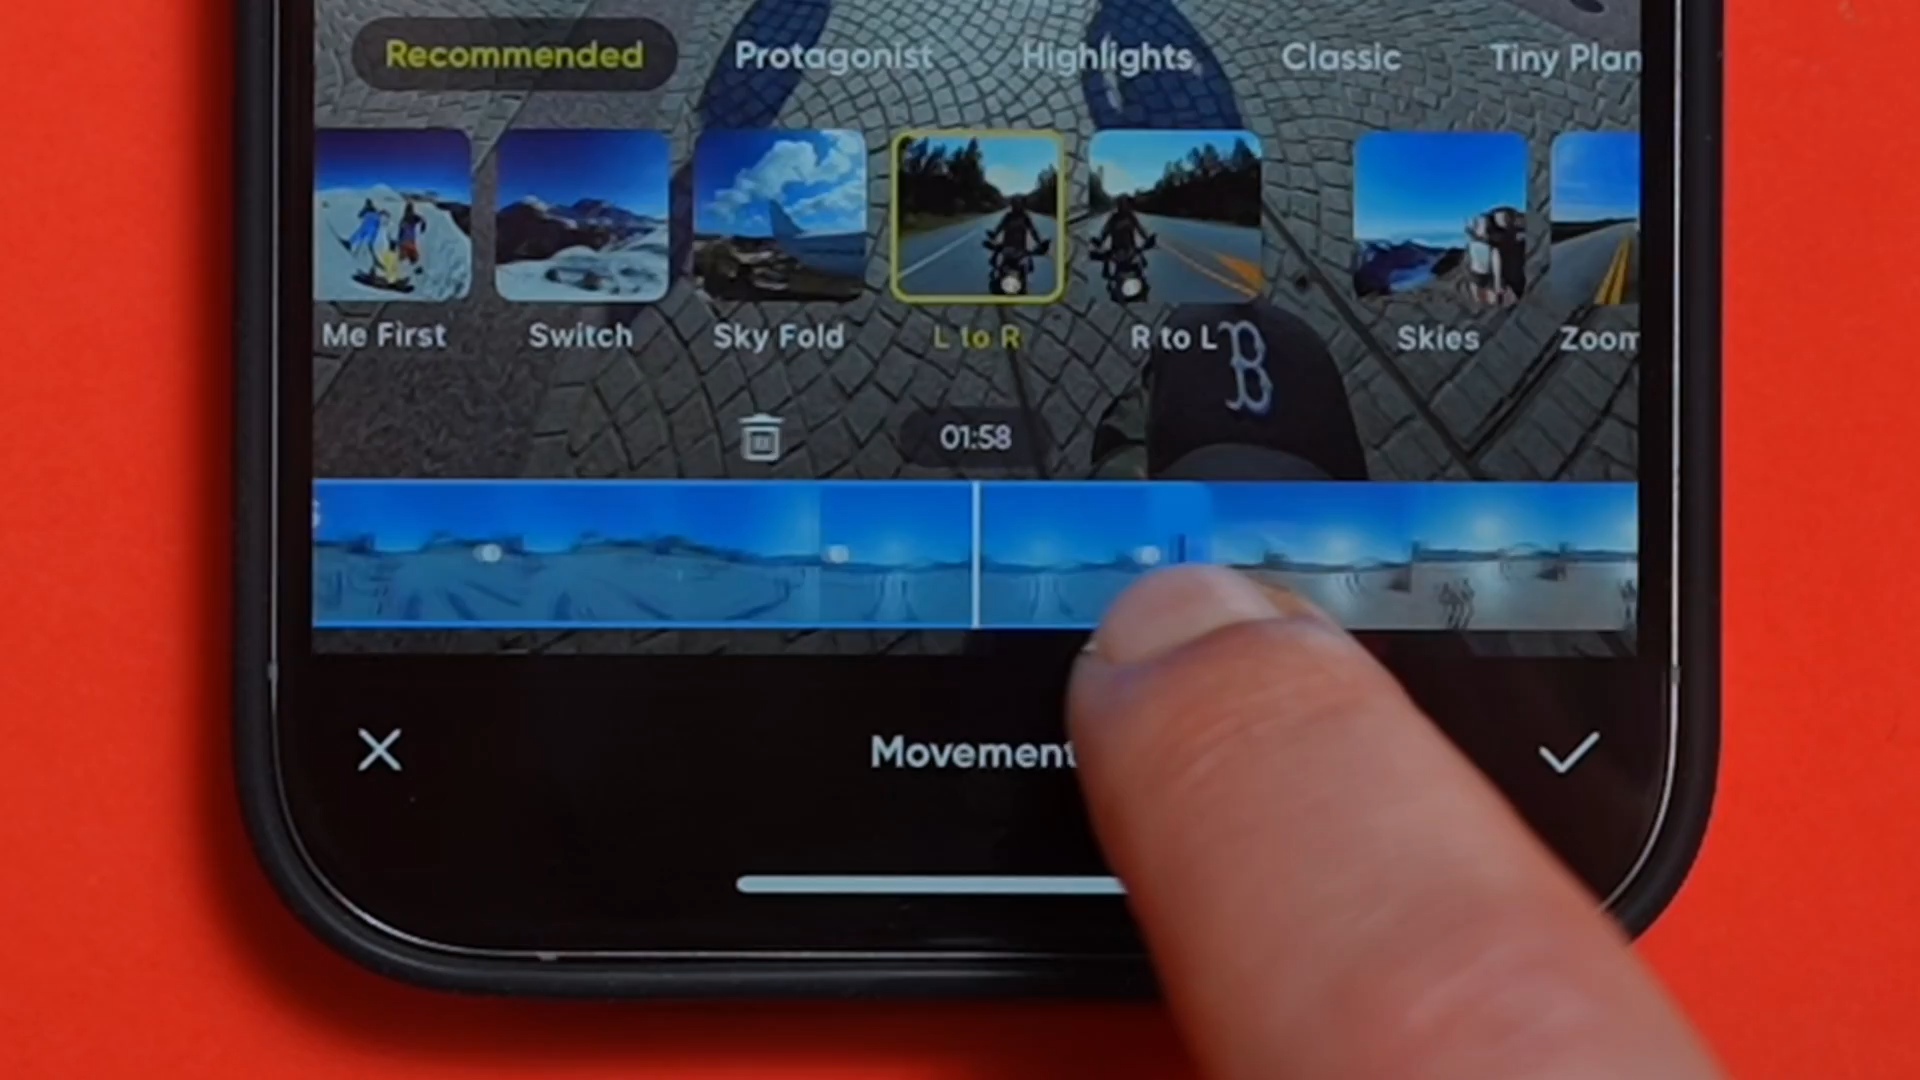 Recommended Protagonist Highlights Classic Tiny Plan
Me First Switch Sky Fold L to R R to L Skies Zoom
B
01:58
Movement